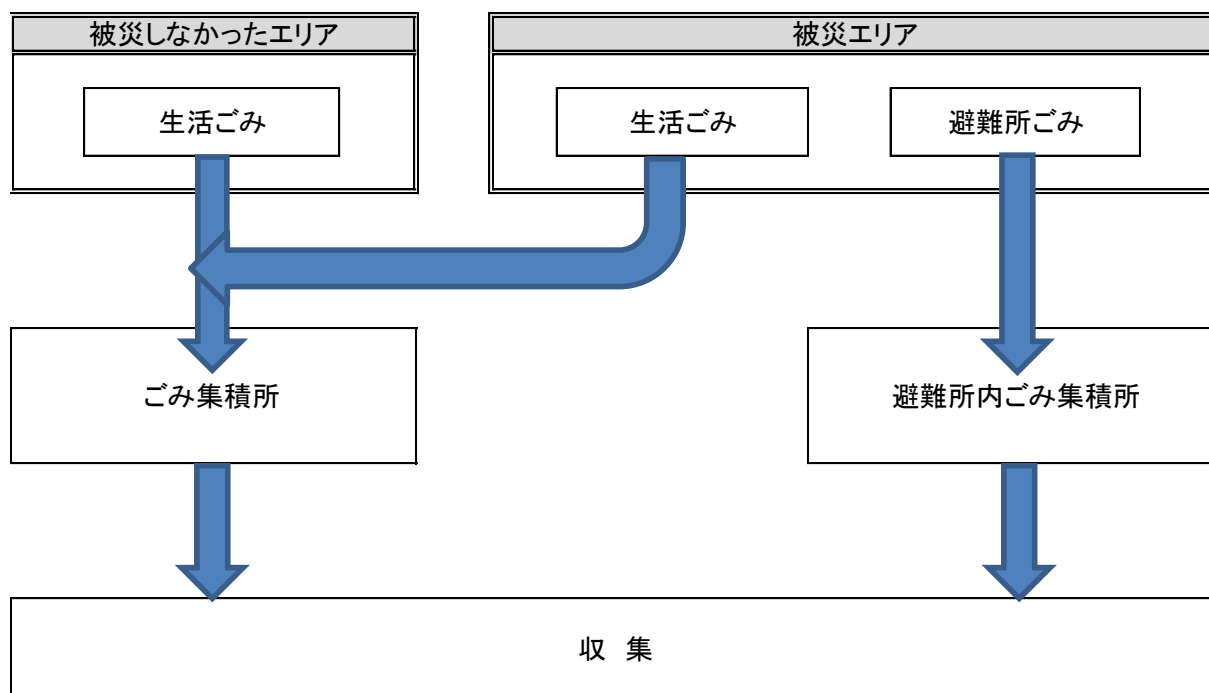 被災しなかったエリア
被災エリア
生活ごみ
生活ごみ
避難所ごみ
ごみ集積所
避難所内ごみ集積所
収 集